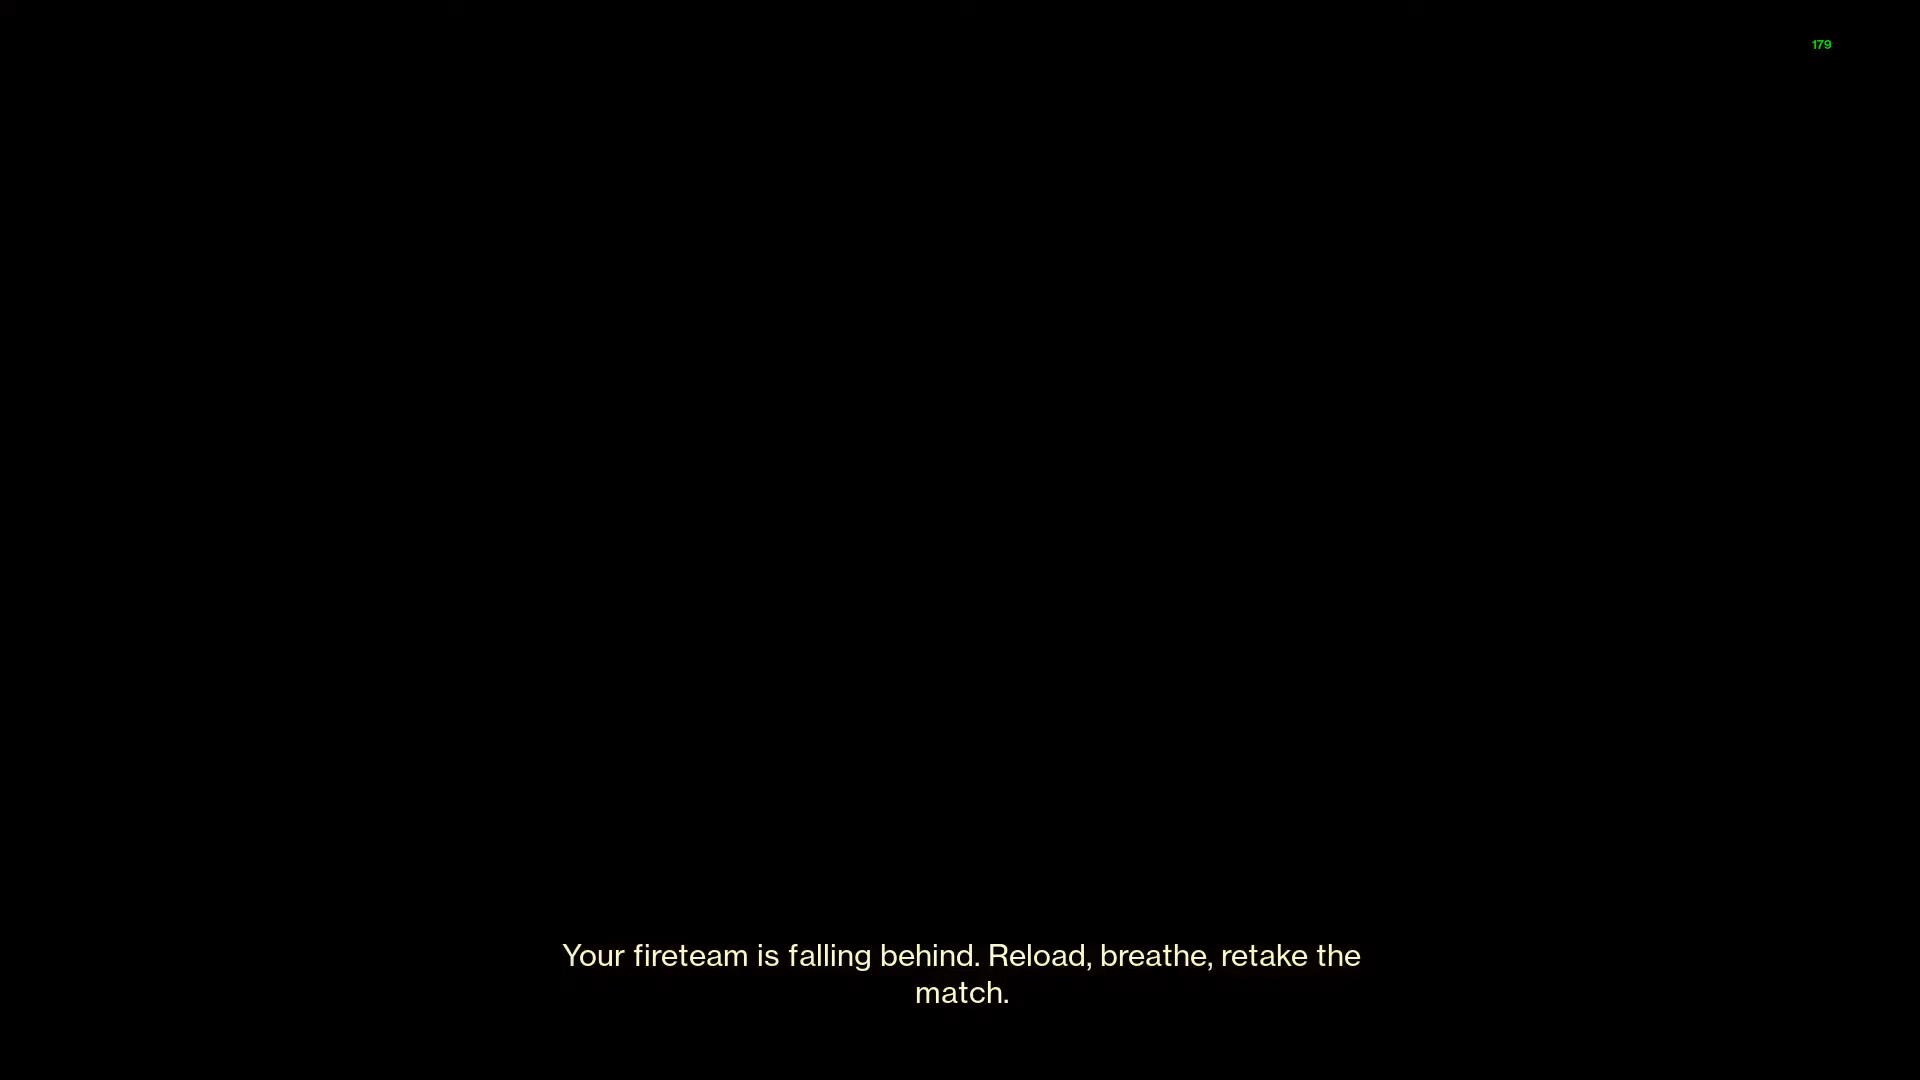 179
Your fireteam is falling behind. Reload, breathe, retake the
match.